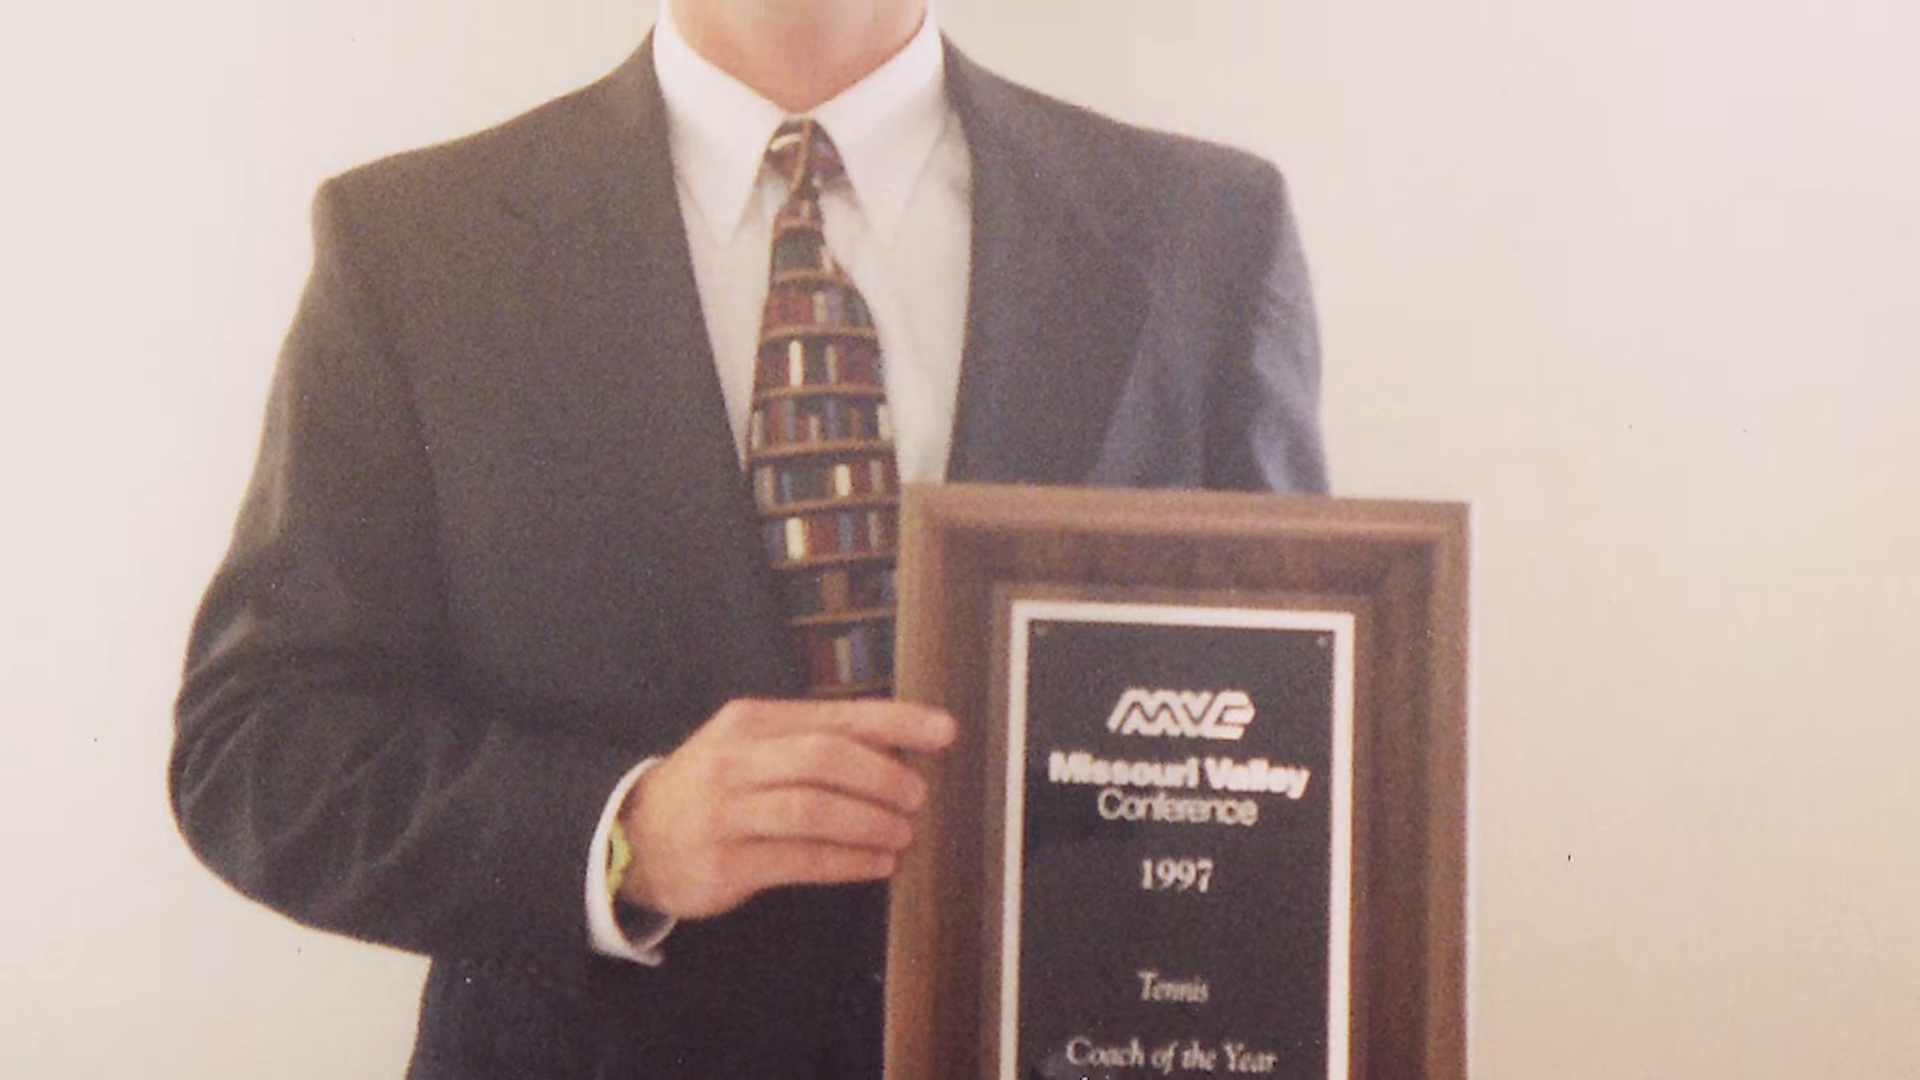 MVC
Missouri Valley
Conference
1997
Tennis
Coach of the Year